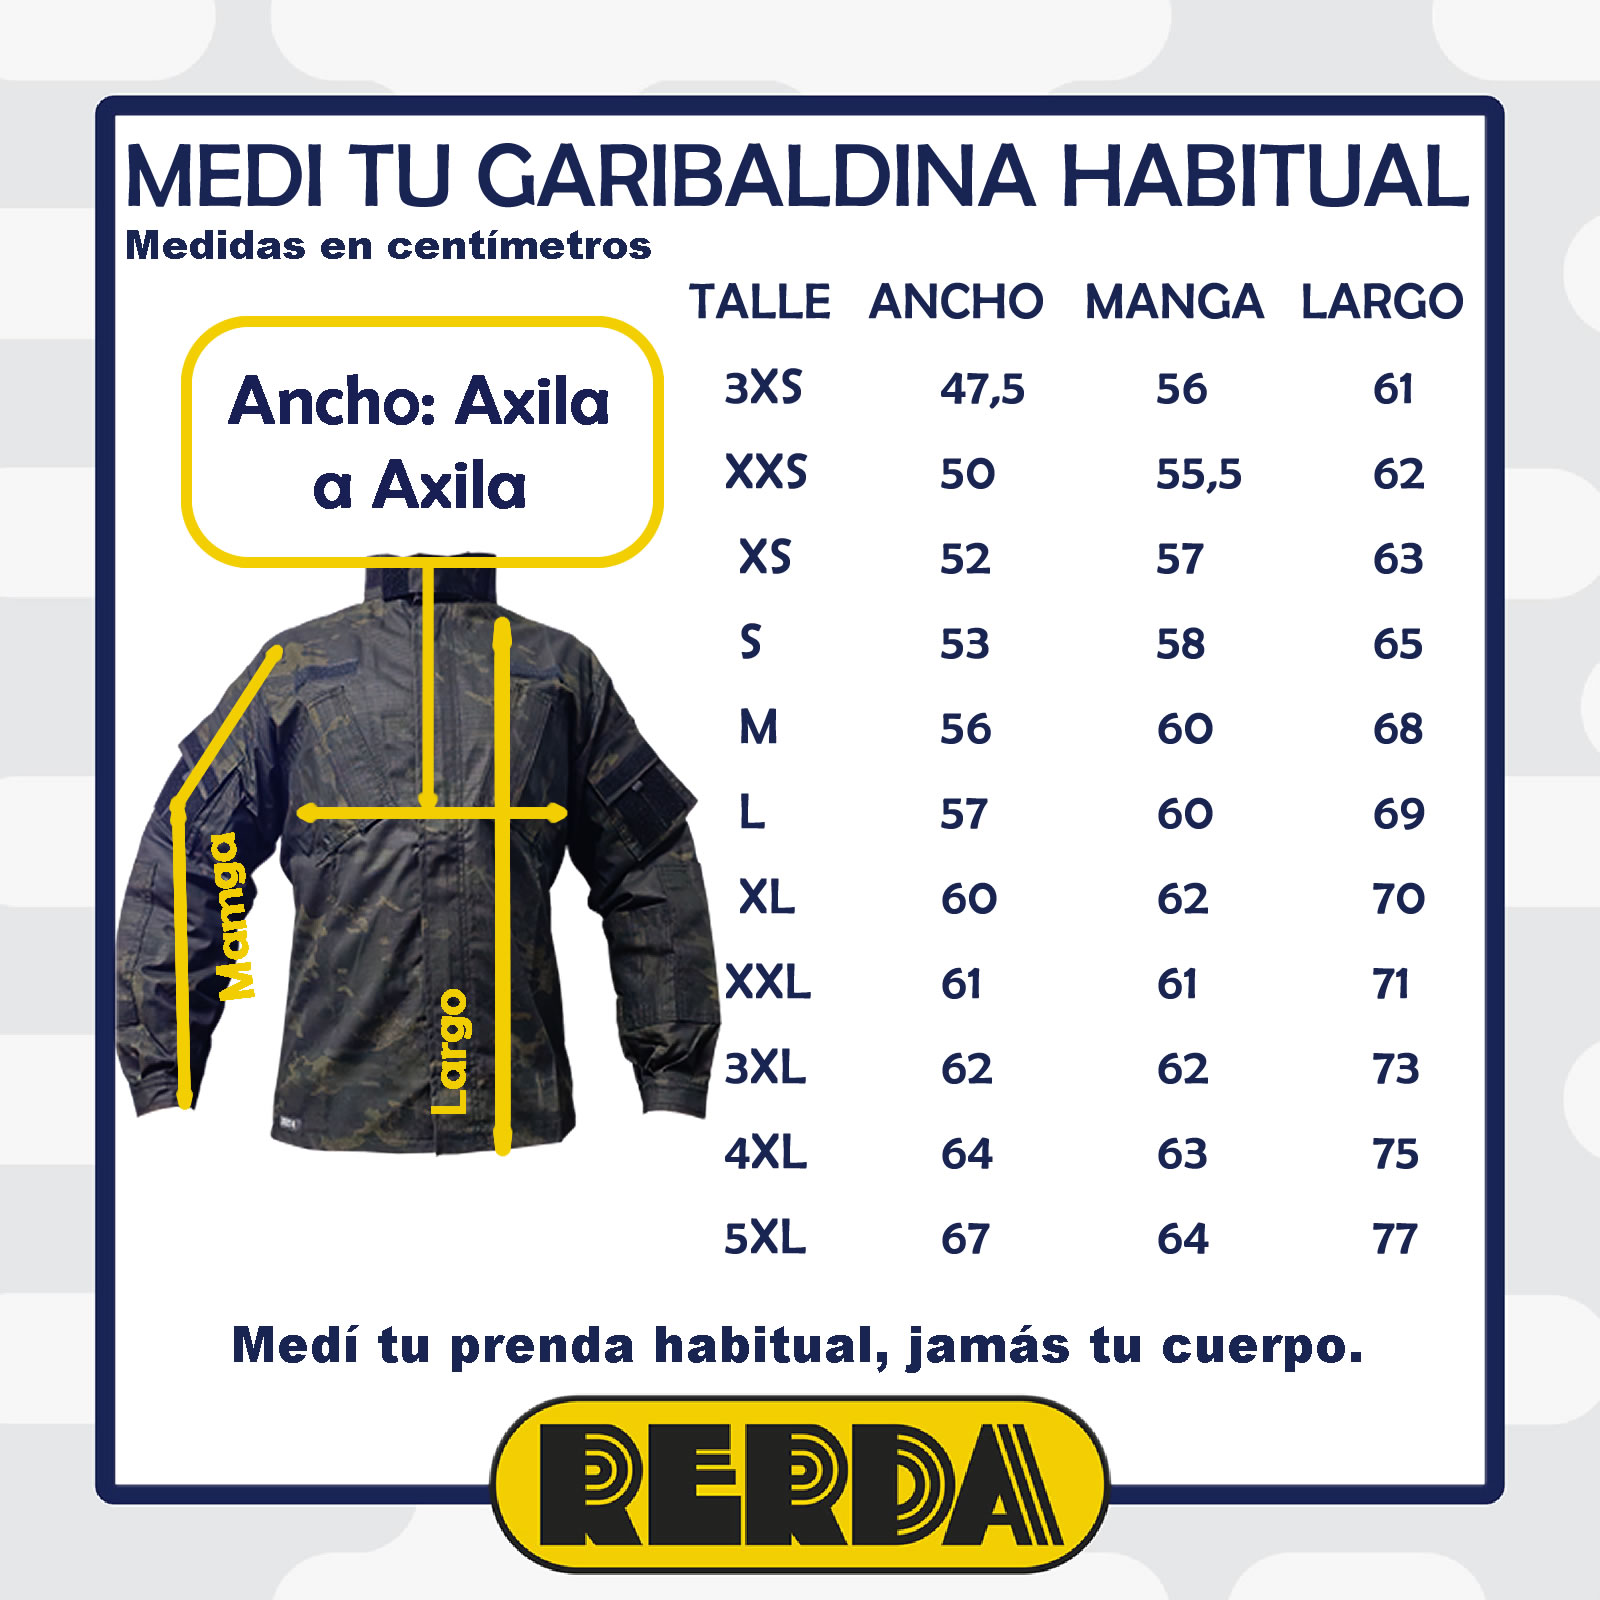 MEDI TU GARIBALDINA HABITUAL
Medidas en centímetros
TALLE ANCHO MANGA LARGO
Ancho: Axila
a Axila
3XS 47,5 56 61
XXS 50 55,5 62
XS 52 57 63
S 53 58 65
M 56 60 68
L 57 60 69
XL 60 62 70
XXL 61 61 71
3XL 62 62 73
4XL 64 63 75
5XL 67 64 77
Mamga
Largo
Medí tu prenda habitual, jamás tu cuerpo.
RERDA